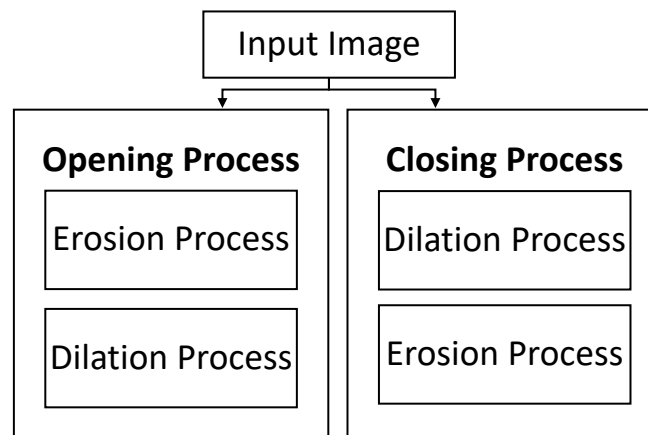 Input Image
Opening Process
Erosion Process
Dilation Process
Closing Process
Dilation Process
Erosion Process